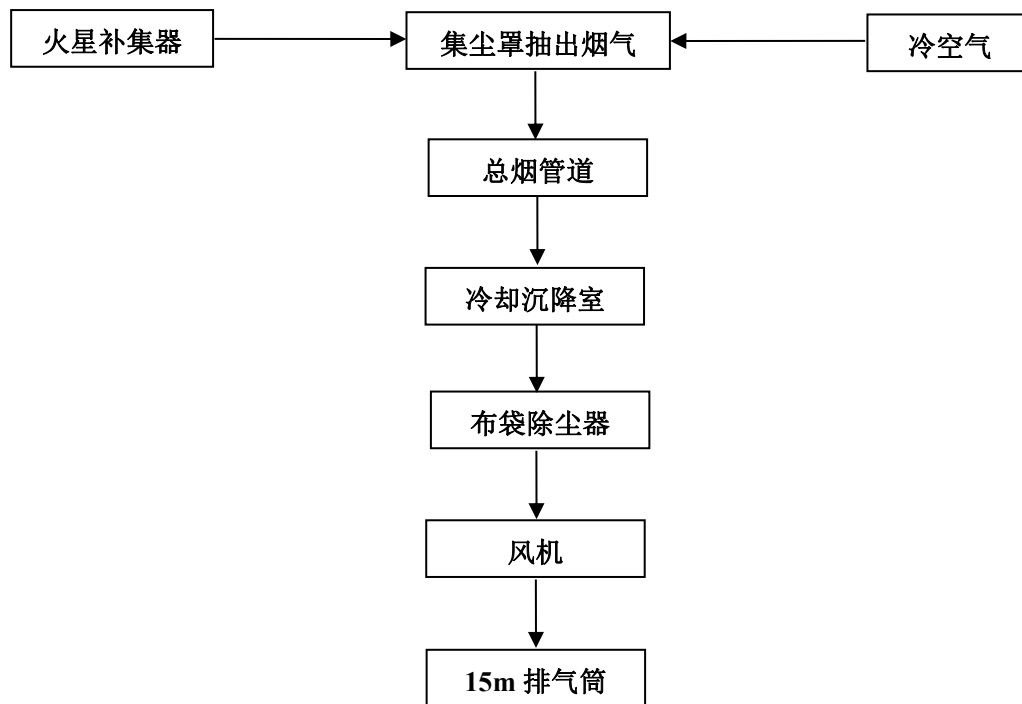 火星补集器
集尘罩抽出烟气
冷空气
总烟管道
冷却沉降室
布袋除尘器
风机
15m 排气筒